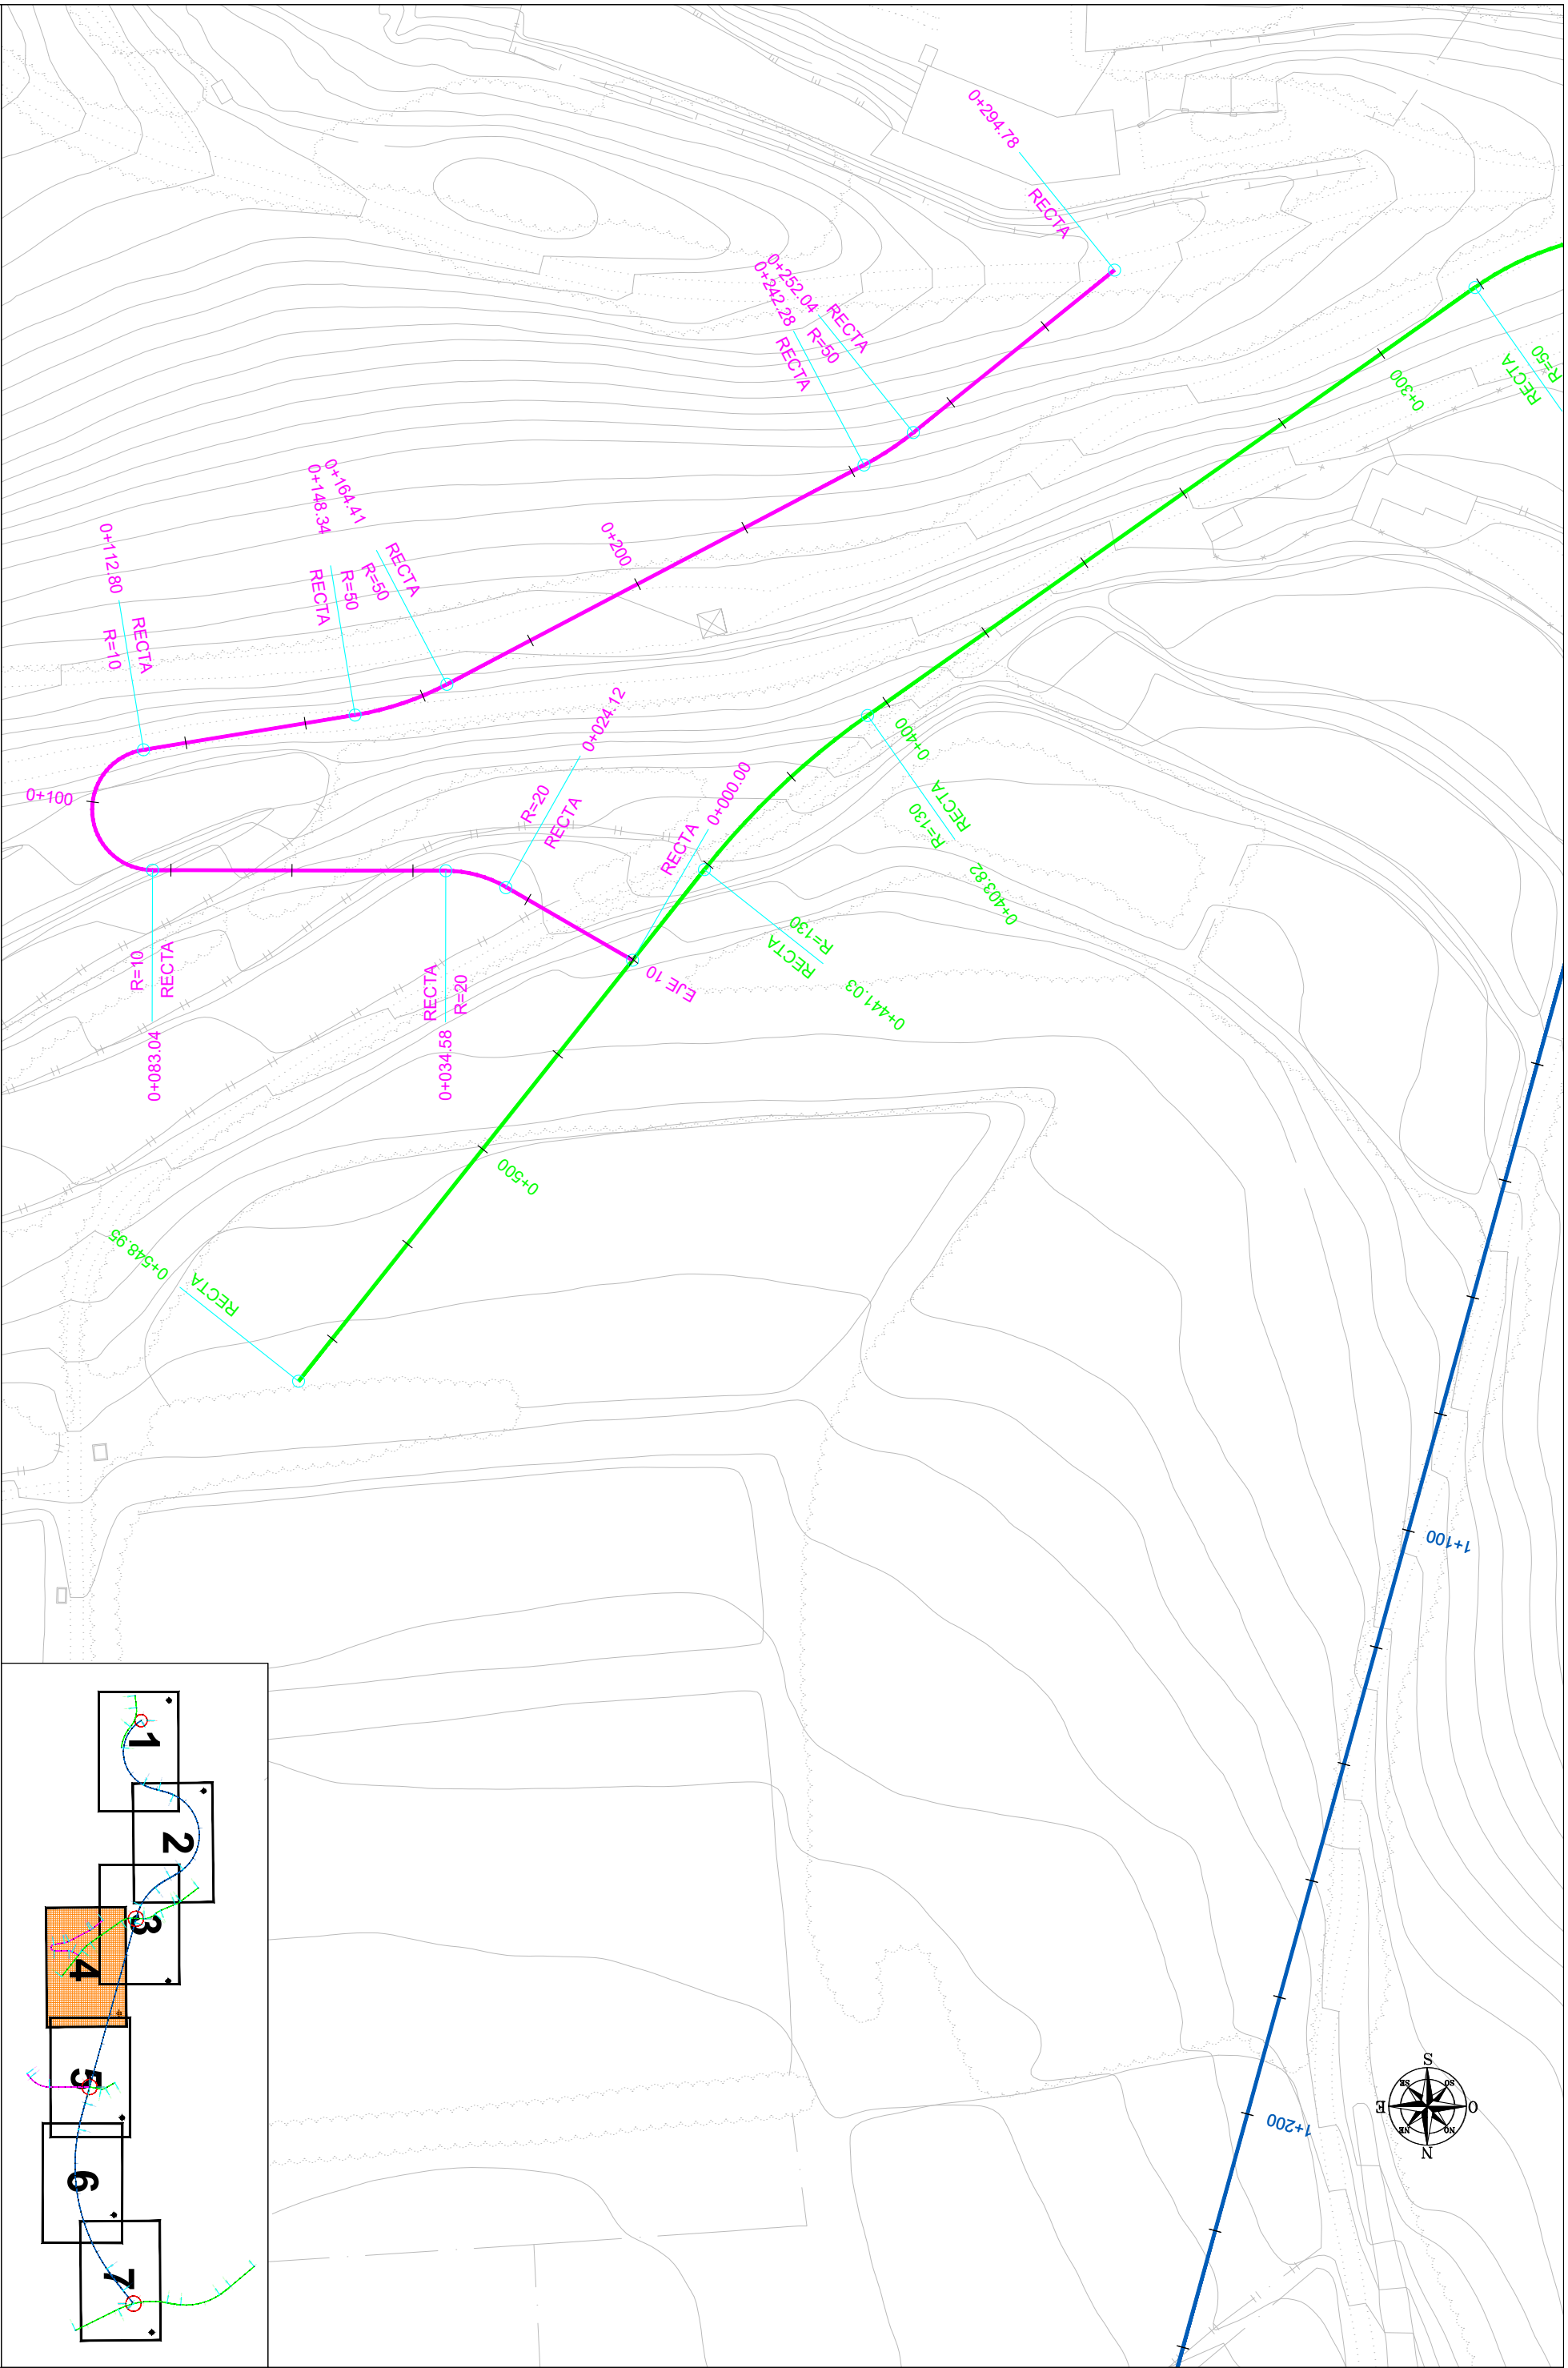 0+294.78
RECTA
0+252.04
RECTA
R=50
0+242.28
RECTA
R=50
RECTA
0+300
0+164.41
RECTA
R=50
0+148.34
R=50
RECTA
0+200
0+112.80
RECTA
R=10
0+100
0+024.12
R=20
RECTA
0+000.00
RECTA
0+400
RECTA
R=130
0+403.82
R=130
RECTA
0+441.03
EJE 10
R=10
RECTA
0+083.04
RECTA
R=20
0+034.58
0+500
0+548.95
RECTA
1+100
1+200
1
2
3
4
5
6
7
S
SE
SO
E
O
NE
NO
N